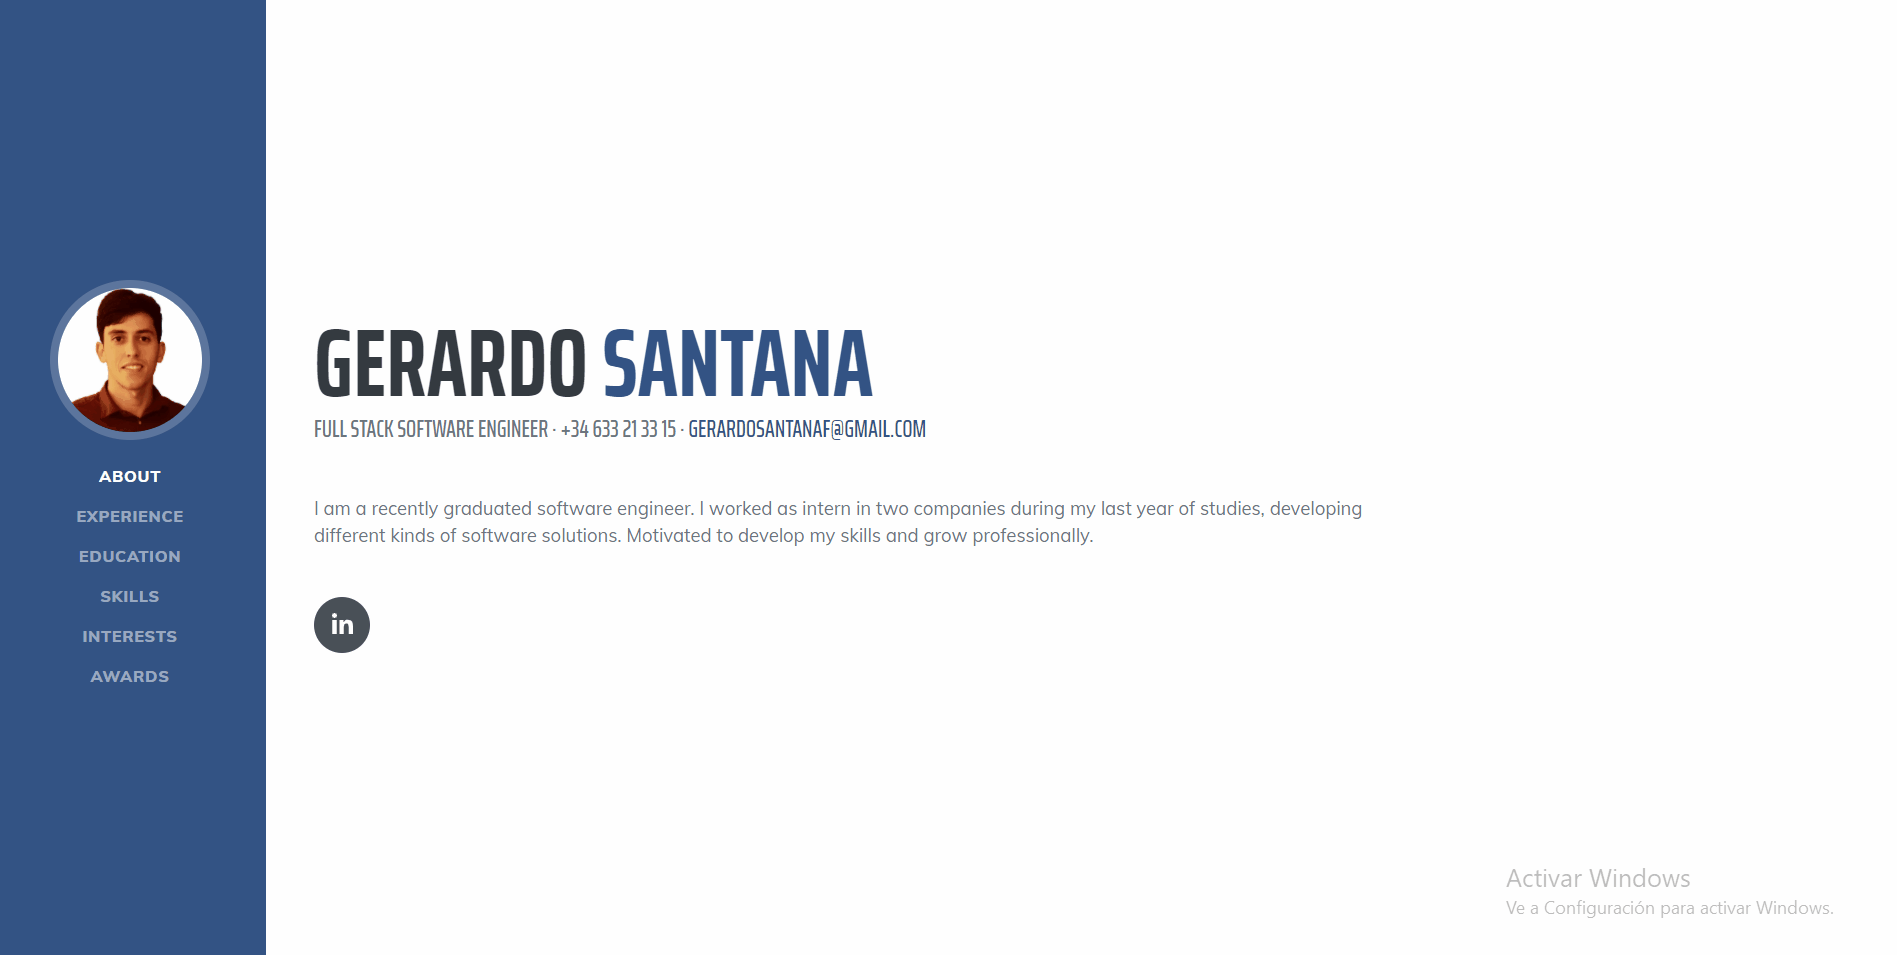 ABOUT
EXPERIENCE
EDUCATION
SKILLS
INTERESTS
AWARDS
GERARDO SANTANA
FULL STACK SOFTWARE ENGINEER · +34 633 21 33 15 · GERARDOSANTANAF@GMAIL.COM
I am a recently graduated software engineer. I worked as intern in two companies during my last year of studies, developing
different kinds of software solutions. Motivated to develop my skills and grow professionally.
in
Activar Windows
Ve a Configuración para activar Windows.